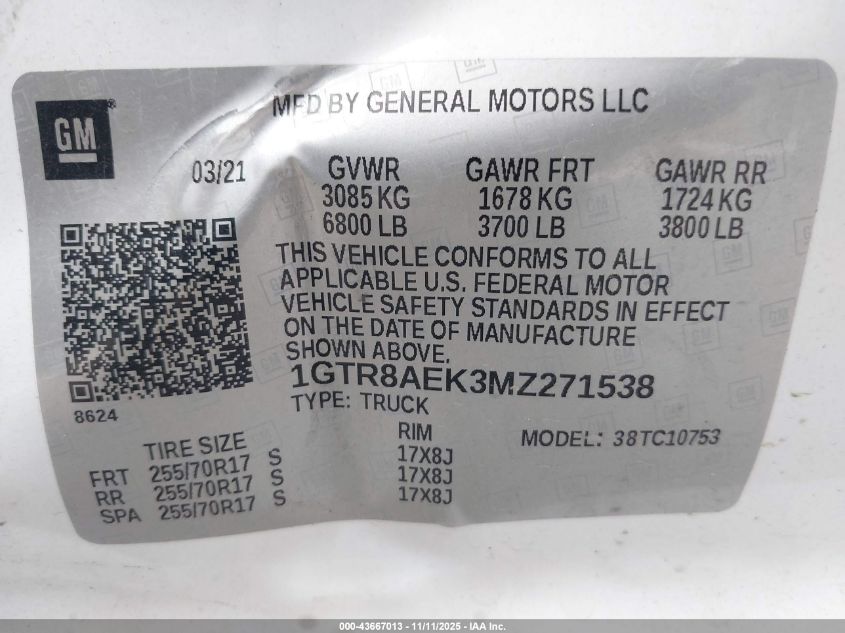 MFD BY GENERAL MOTORS LLC
GM
03/21
GVWR GAWR FRT GAWR RR
3085 KG 1678 KG 1724 KG
6800 LB 3700 LB 3800 LB
THIS VEHICLE CONFORMS TO ALL
APPLICABLE U.S. FEDERAL MOTOR
VEHICLE SAFETY STANDARDS IN EFFECT
ON THE DATE OF MANUFACTURE
SHOWN ABOVE.
1GTR8AEK3MZ271538
8624
TYPE: TRUCK
TIRE SIZE RIM MODEL: 38TC10753
FRT 255/70R17 S 17X8J
RR 255/70R17 S 17X8J
SPA 255/70R17 S 17X8J
000-43667013 - 11/11/2025 - IAA Inc.